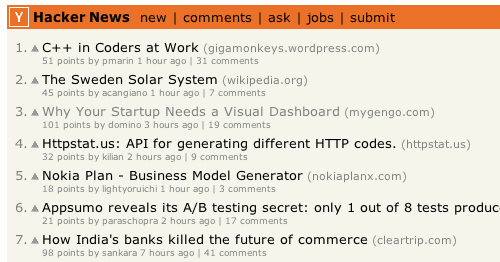 Y Hacker News new | comments | ask | jobs | submit
1. C++ in Coders at Work (gigamonkeys.wordpress.com)
51 points by pmarin 1 hour ago | 31 comments
2. The Sweden Solar System (wikipedia.org)
45 points by acangiano 1 hour ago | 7 comments
3. Why Your Startup Needs a Visual Dashboard (mygengo.com)
101 points by domino 3 hours ago | 19 comments
4. Httpstat.us: API for generating different HTTP codes. (httpstat.us)
32 points by kilian 2 hours ago | 9 comments
5. Nokia Plan - Business Model Generator (nokiaplanx.com)
18 points by lightyoruichi 1 hour ago | 3 comments
6. Appsumo reveals its A/B testing secret: only 1 out of 8 tests produc
21 points by paraschopra 2 hours ago | 17 comments
7. How India's banks killed the future of commerce (cleartrip.com)
98 points by sankara 7 hours ago | 41 comments